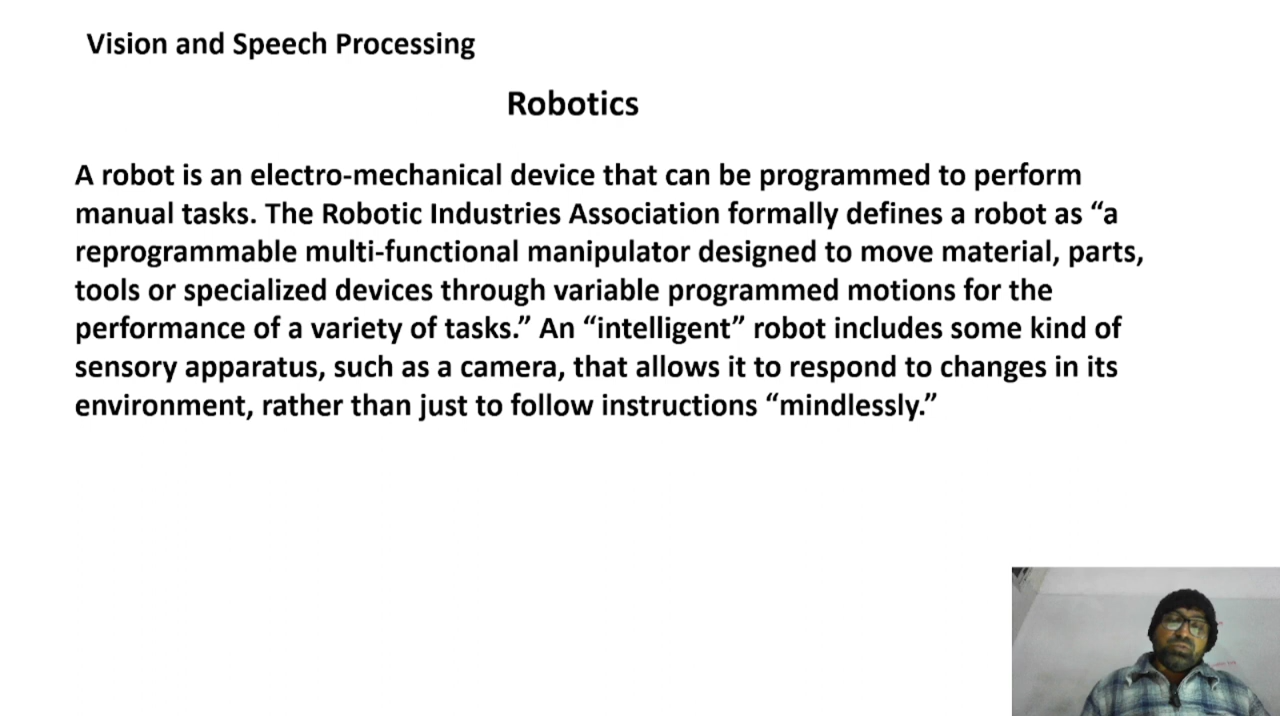 Vision and Speech Processing
Robotics
A robot is an electro-mechanical device that can be programmed to perform
manual tasks. The Robotic Industries Association formally defines a robot as “a
reprogrammable multi-functional manipulator designed to move material, parts,
tools or specialized devices through variable programmed motions for the
performance of a variety of tasks.” An “intelligent” robot includes some kind of
sensory apparatus, such as a camera, that allows it to respond to changes in its
environment, rather than just to follow instructions “mindlessly.”